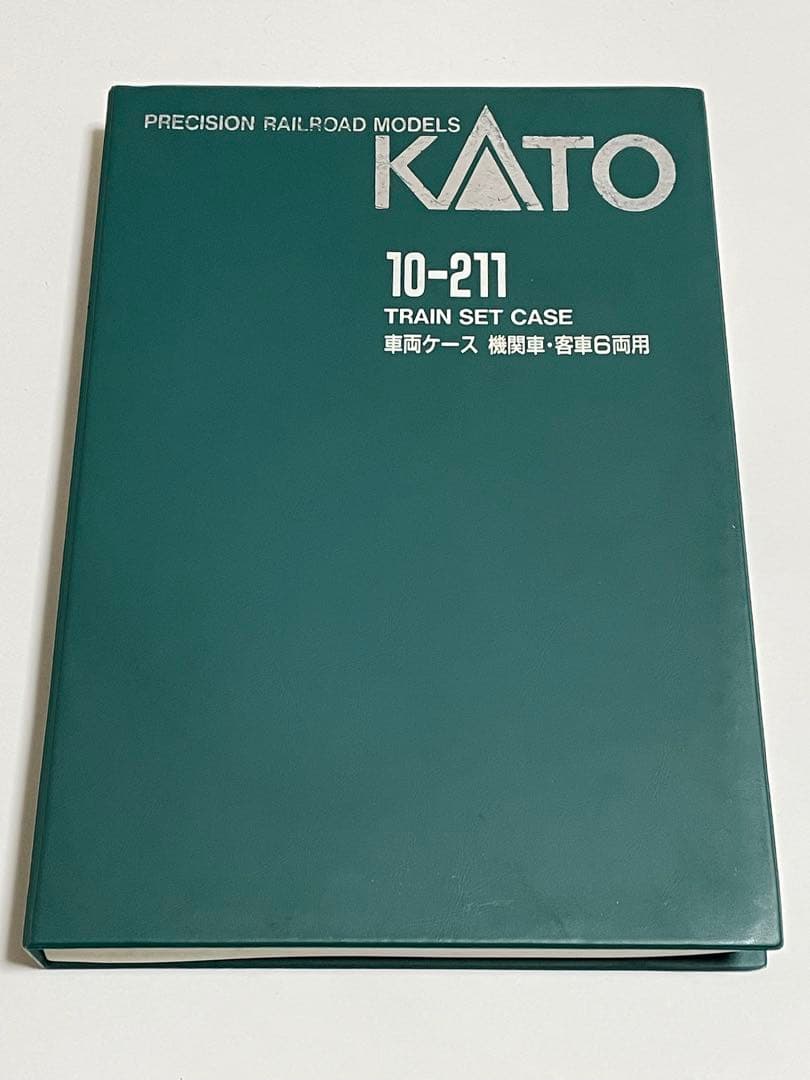 PRECISION RAILROAD MODELS
KATO
10-211
TRAIN SET CASE
車両ケース 機関車・客車6両用